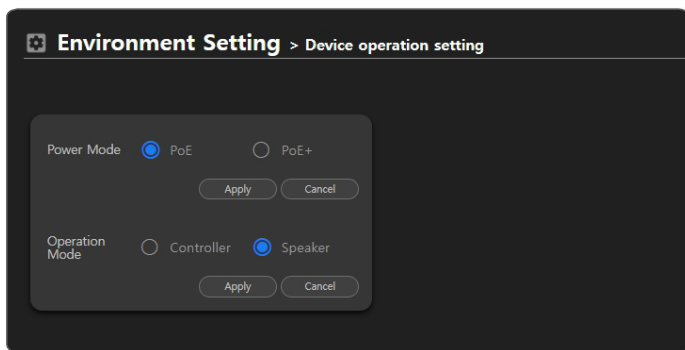 Environment Setting > Device operation setting
Power Mode PoE PoE+
Apply Cancel
Operation
Mode Controller Speaker
Apply Cancel